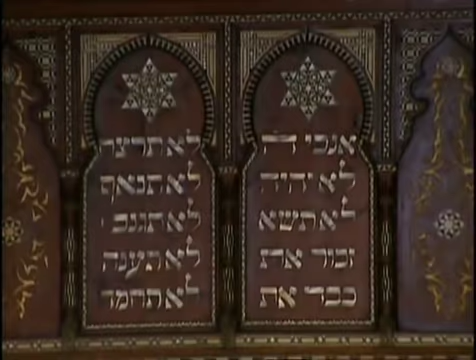 אנכי
לא יהיה
לא תשא
זכור את
כבד את
לא תרצח
לא תנאף
לא תגנב
לא תענה
לא תחמד